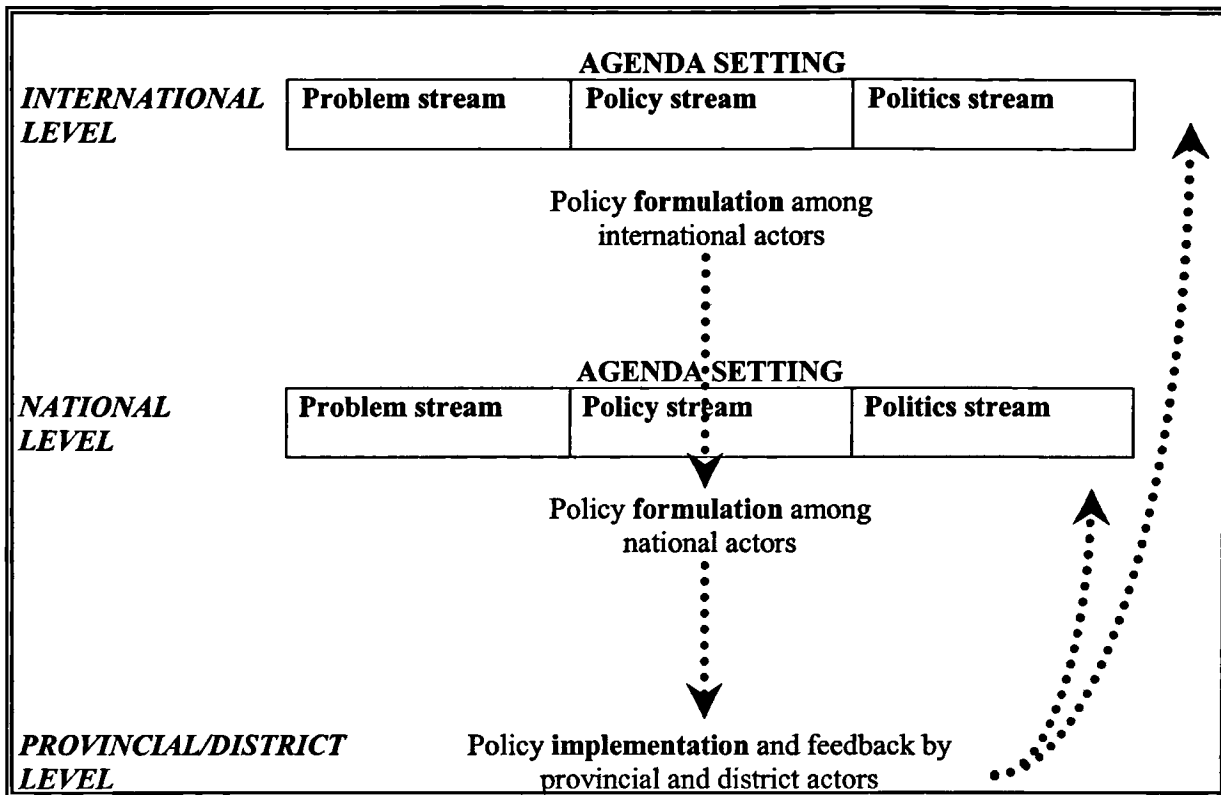 AGENDA SETTING
INTERNATIONAL
LEVEL
Problem stream
Policy stream
Politics stream
Policy formulation among
international actors
AGENDA SETTING
NATIONAL
LEVEL
Problem stream
Policy stream
Politics stream
Policy formulation among
national actors
PROVINCIAL/DISTRICT
LEVEL
Policy implementation and feedback by
provincial and district actors